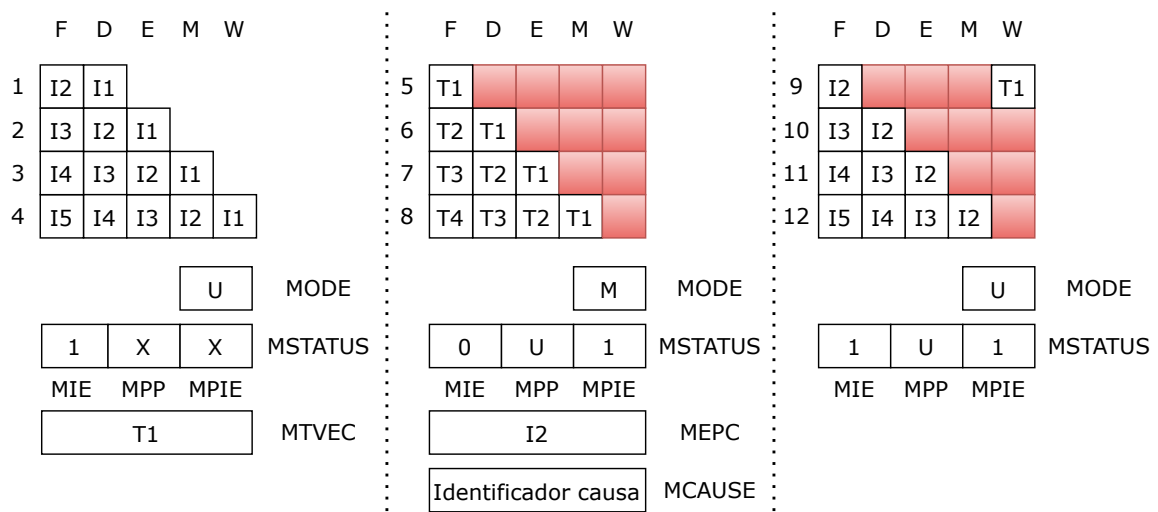 F D E M W
1 I2 I1
2 I3 I2 I1
3 I4 I3 I2 I1
4 I5 I4 I3 I2 I1
U MODE
1 X X MSTATUS
MIE MPP MPIE
T1 MTVEC
F D E M W
5 T1
6 T2 T1
7 T3 T2 T1
8 T4 T3 T2 T1
M MODE
0 U 1 MSTATUS
MIE MPP MPIE
I2 MEPC
Identificador causa MCAUSE
F D E M W
9 I2 T1
10 I3 I2
11 I4 I3 I2
12 I5 I4 I3 I2
U MODE
1 U 1 MSTATUS
MIE MPP MPIE